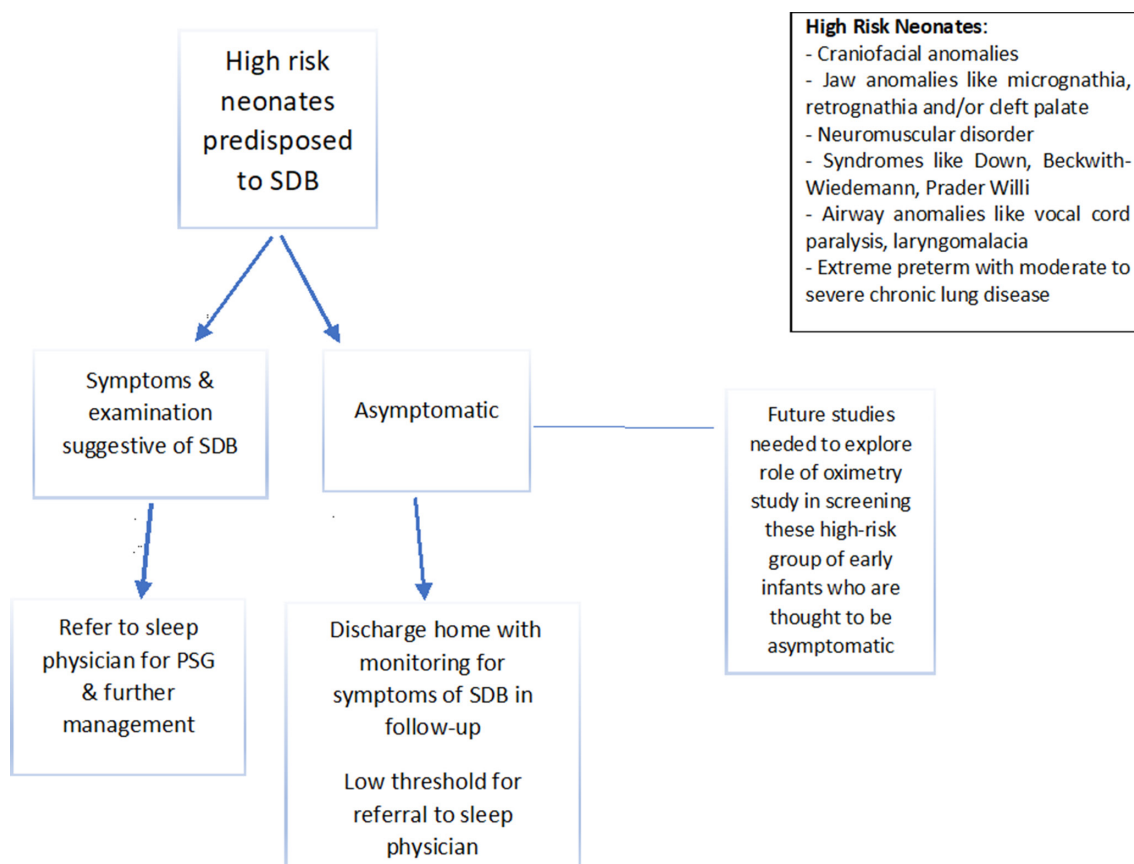 High risk
neonates
predisposed
to SDB
High Risk Neonates:
- Craniofacial anomalies
- Jaw anomalies like micrognathia,
retrognathia and/or cleft palate
- Neuromuscular disorder
- Syndromes like Down, Beckwith-
Wiedemann, Prader Willi
- Airway anomalies like vocal cord
paralysis, laryngomalacia
- Extreme preterm with moderate to
severe chronic lung disease
Symptoms &
examination
suggestive of SDB
Asymptomatic
Future studies
needed to explore
role of oximetry
study in screening
these high-risk
group of early
infants who are
thought to be
asymptomatic
Refer to sleep
physician for PSG
& further
management
Discharge home with
monitoring for
symptoms of SDB in
follow-up
Low threshold for
referral to sleep
physician